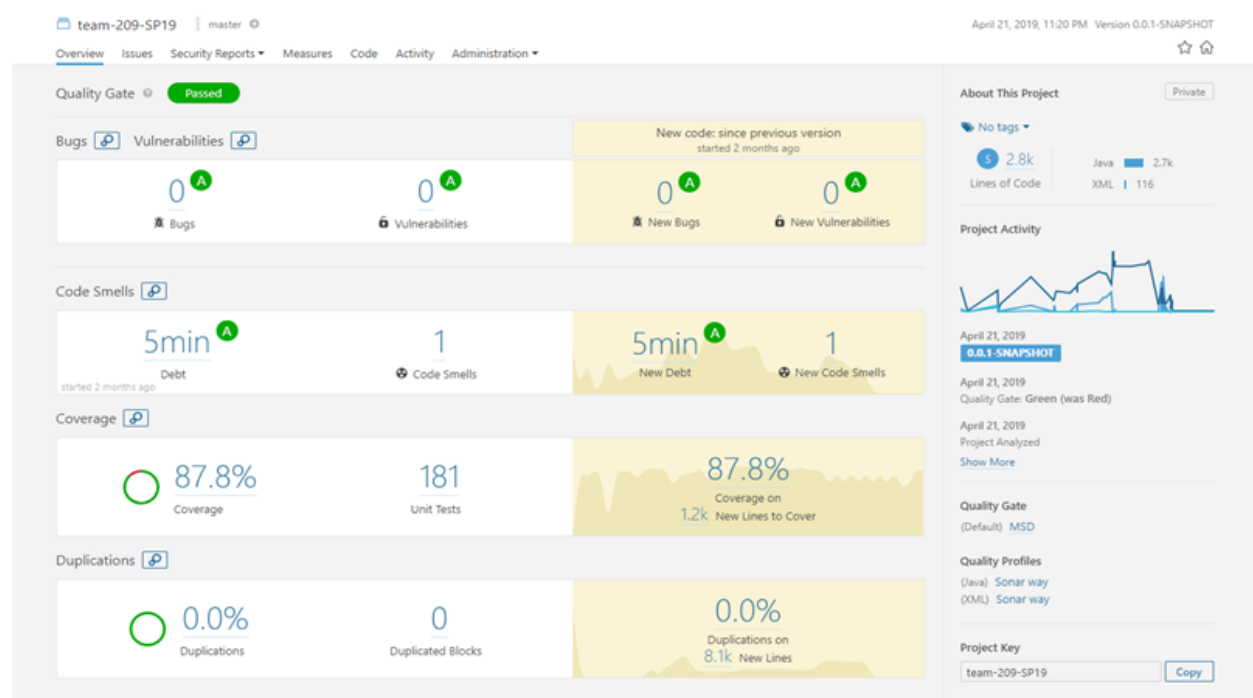 team-209-SP19 master
April 21, 2019, 11:20 PM Version 0.0.1-SNAPSHOT
Overview Issues Security Reports Measures Code Activity Administration
Quality Gate Passed
Bugs Vulnerabilities
New code: since previous version
started 2 months ago
0 A
Bugs
0 A
Vulnerabilities
0 A
New Bugs
0 A
New Vulnerabilities
Code Smells
5min A
Debt
started 2 months ago
1
Code Smells
5min A
New Debt
1
New Code Smells
Coverage
87.8%
Coverage
181
Unit Tests
87.8%
Coverage on
1.2k New Lines to Cover
Duplications
0.0%
Duplications
0
Duplicated Blocks
0.0%
Duplications on
8.1k New Lines
About This Project Private
No tags
S 2.8k
Lines of Code
Java 2.7k
XML 116
Project Activity
April 21, 2019
0.0.1-SNAPSHOT
April 21, 2019
Quality Gate: Green (was Red)
April 21, 2019
Project Analyzed
Show More
Quality Gate
(Default) MSD
Quality Profiles
(Java) Sonar way
(XML) Sonar way
Project Key
team-209-SP19 Copy